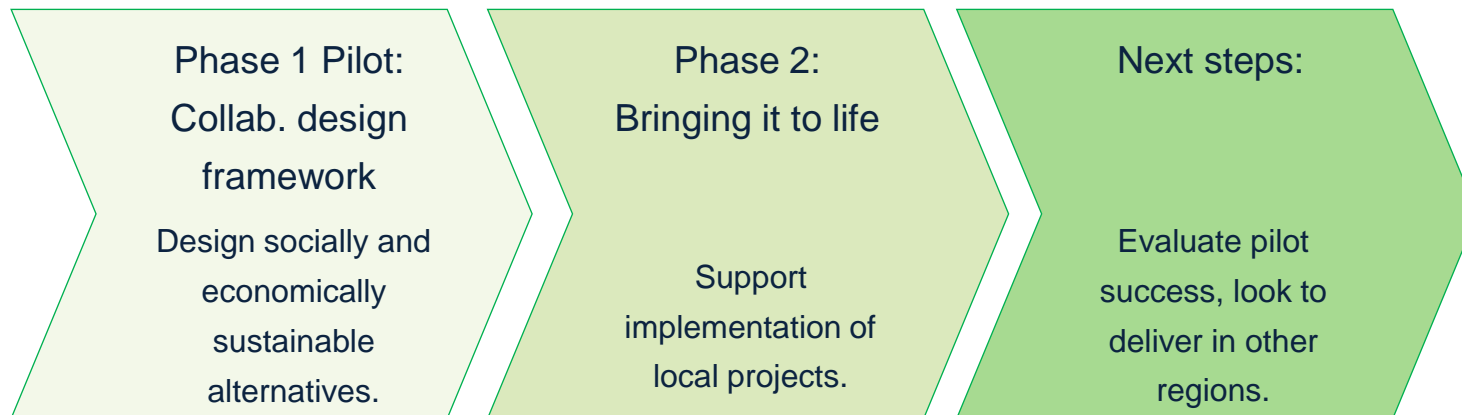 Phase 1 Pilot:
Collab. design
framework
Design socially and
economically
sustainable
alternatives.
Phase 2:
Bringing it to life
Support
implementation of
local projects.
Next steps:
Evaluate pilot
success, look to
deliver in other
regions.